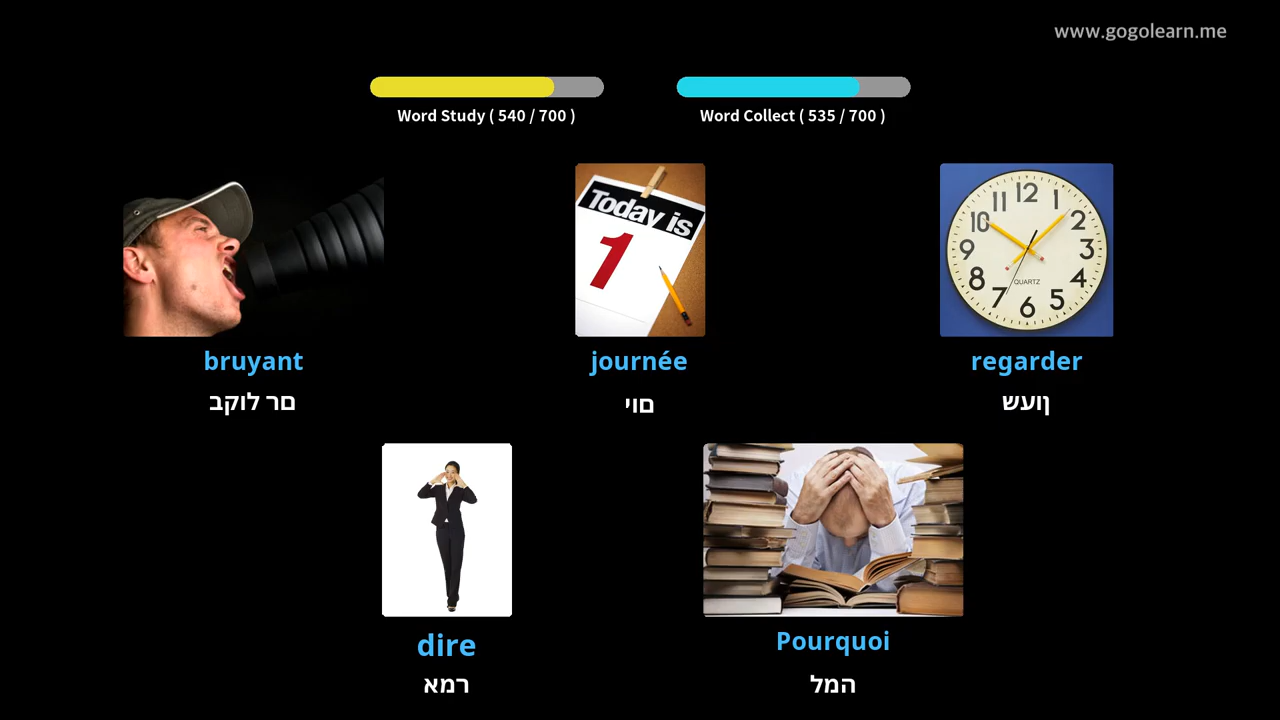 www.gogolearn.me
Word Study ( 540 / 700 )
Word Collect ( 535 / 700 )
Today is
1
12 1 2 3 4 5 6 7 8 9 10 11
QUARTZ
bruyant
journée
regarder
םר לוקב
םוי
ןועש
dire
Pourquoi
רמא
המל